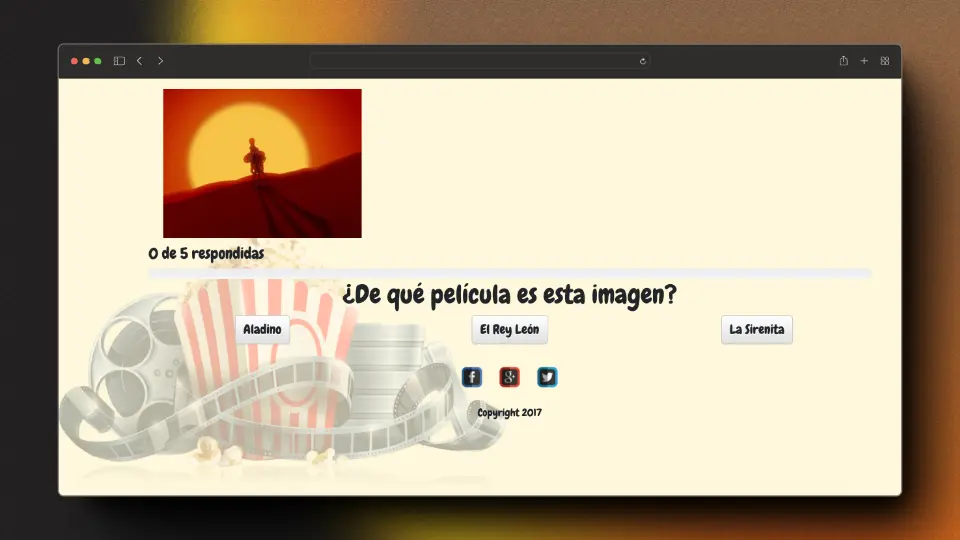 0 de 5 respondidas
¿De qué película es esta imagen?
Aladino
El Rey León
La Sirenita
Copyright 2017